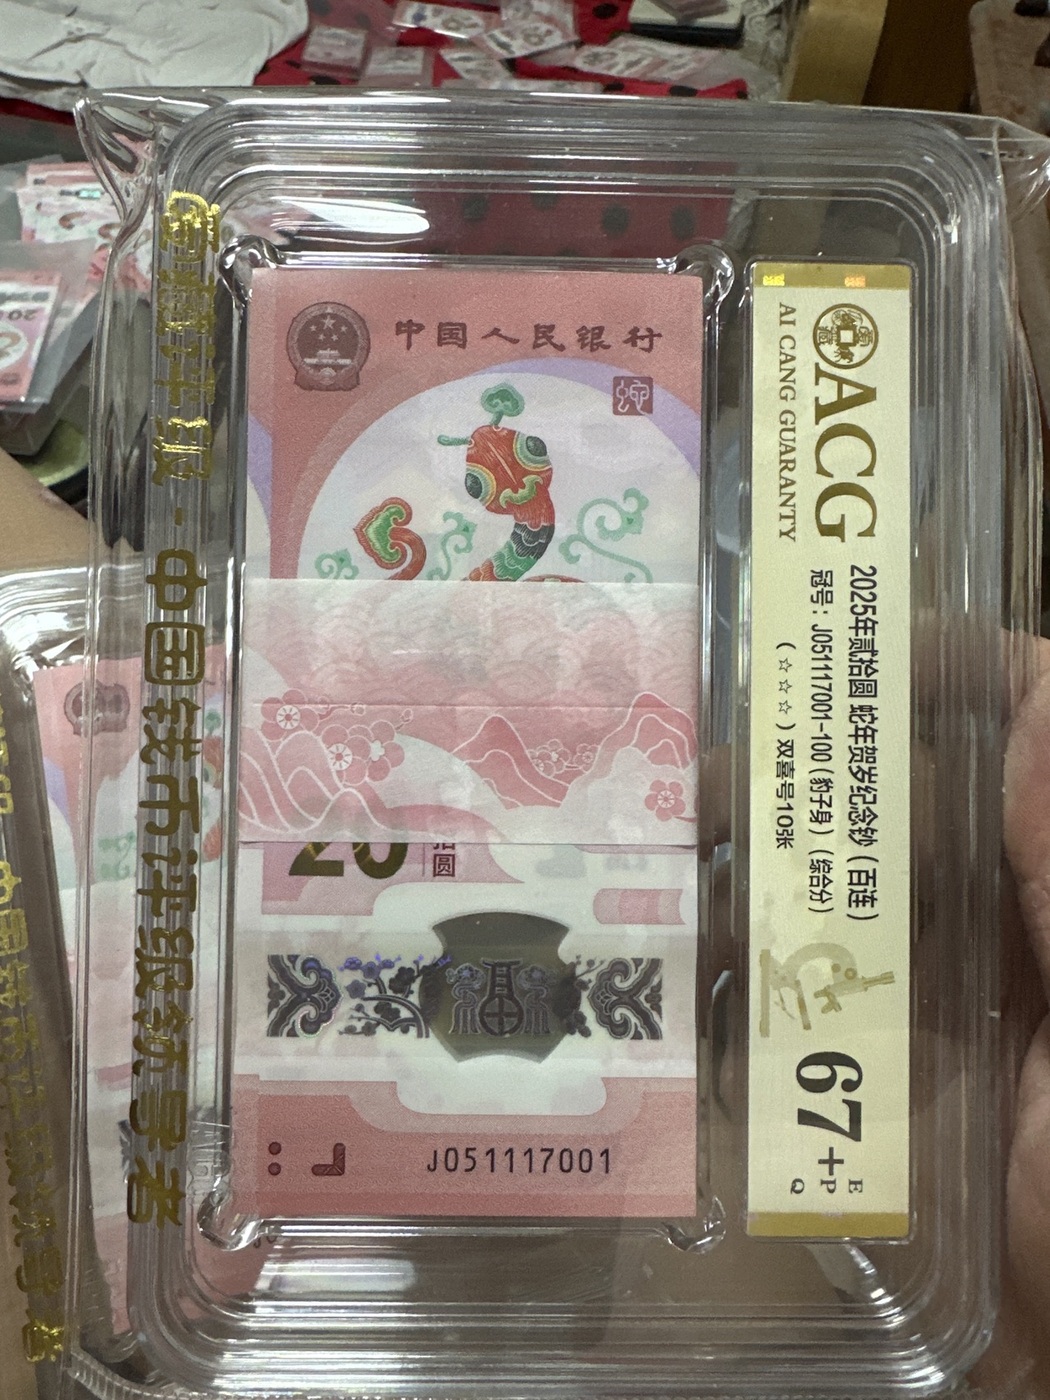 中国人民银行
蛇
20
拾圆
J051117001
ACG
AI CANG GUARANTY
2025年贰拾圆 蛇年贺岁纪念钞（百连）
冠号：J051117001-100（豹子身）（综合分）
（☆☆☆）双喜号10张
67+
E
P
Q
中国钱币评级领导者